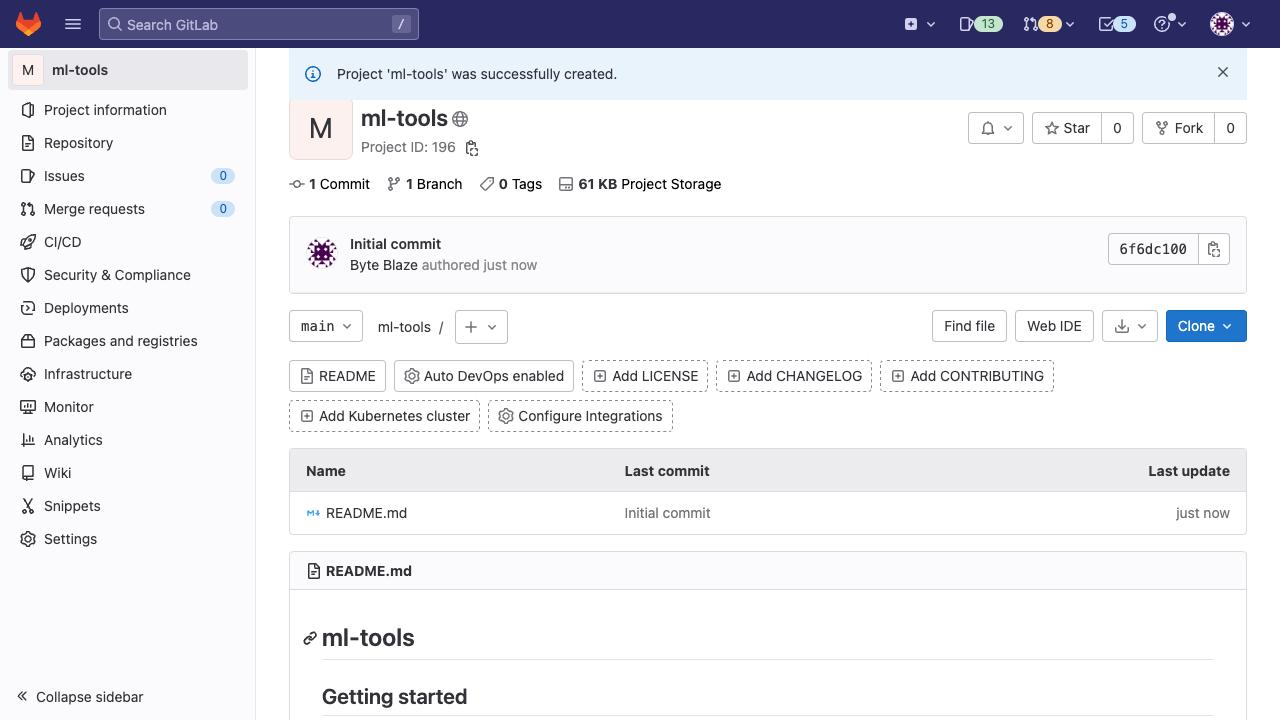 Search GitLab /
13
8
5
M ml-tools
Project information
Repository
Issues 0
Merge requests 0
CI/CD
Security & Compliance
Deployments
Packages and registries
Infrastructure
Monitor
Analytics
Wiki
Snippets
Settings
Collapse sidebar
Project 'ml-tools' was successfully created.
M
ml-tools
Project ID: 196
Star 0
Fork 0
1 Commit 1 Branch 0 Tags 61 KB Project Storage
Initial commit
Byte Blaze authored just now
6f6dc100
main ml-tools /
Find file Web IDE Clone
README Auto DevOps enabled Add LICENSE Add CHANGELOG Add CONTRIBUTING
Add Kubernetes cluster Configure Integrations
Name Last commit Last update
README.md Initial commit just now
README.md
ml-tools
Getting started